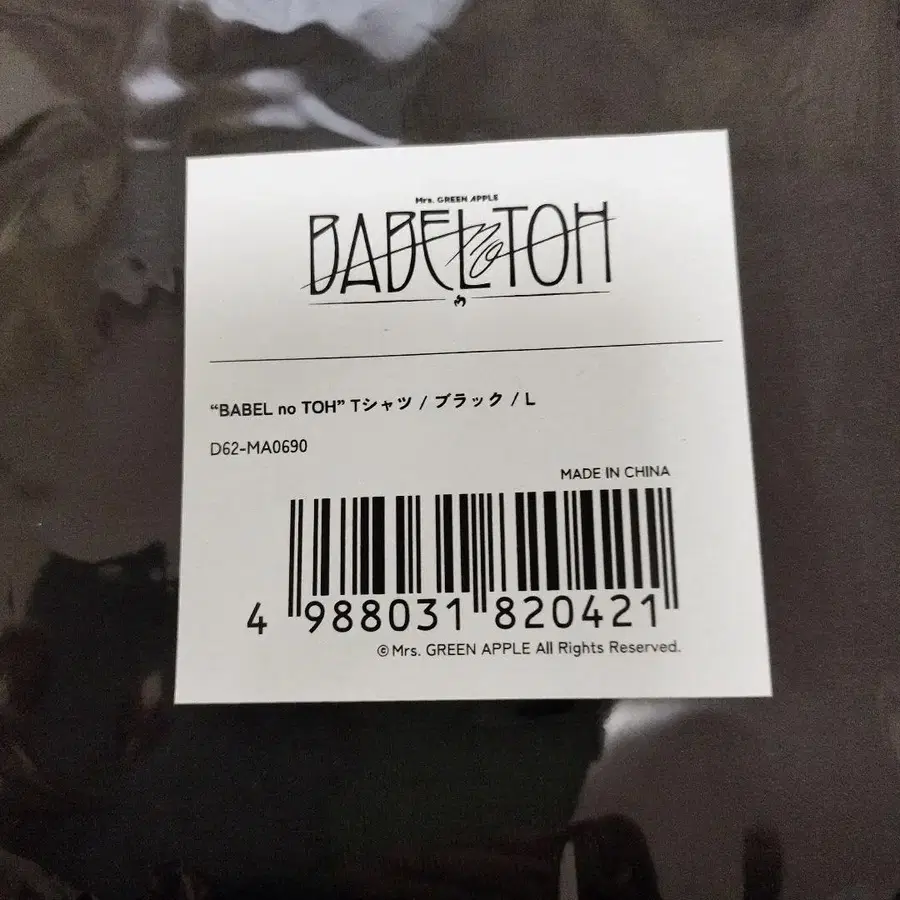 Mrs. GREEN APPLE
BABEL no TOH
“BABEL no TOH” Tシャツ / ブラック / L
D62-MA0690
MADE IN CHINA
4 988031 820421
©Mrs. GREEN APPLE All Rights Reserved.